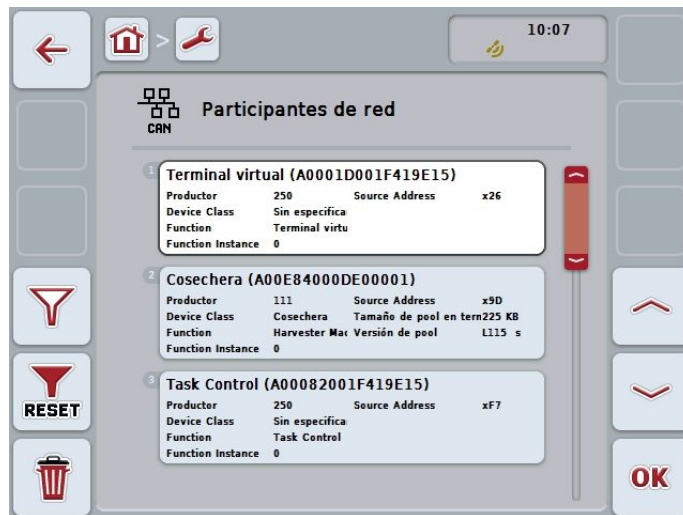 10:07
>
CAN
Participantes de red
1
Terminal virtual (A0001D001F419E15)
Productor 250 Source Address x26
Device Class Sin especifica
Function Terminal virtu
Function Instance 0
2
Cosechera (A00E84000DE00001)
Productor 111 Source Address x9D
Device Class Cosechera Tamaño de pool en tern225 KB
Function Harvester Mac Versión de pool L115 s
Function Instance 0
3
Task Control (A00082001F419E15)
Productor 250 Source Address xF7
Device Class Sin especifica
Function Task Control
Function Instance 0
RESET
OK